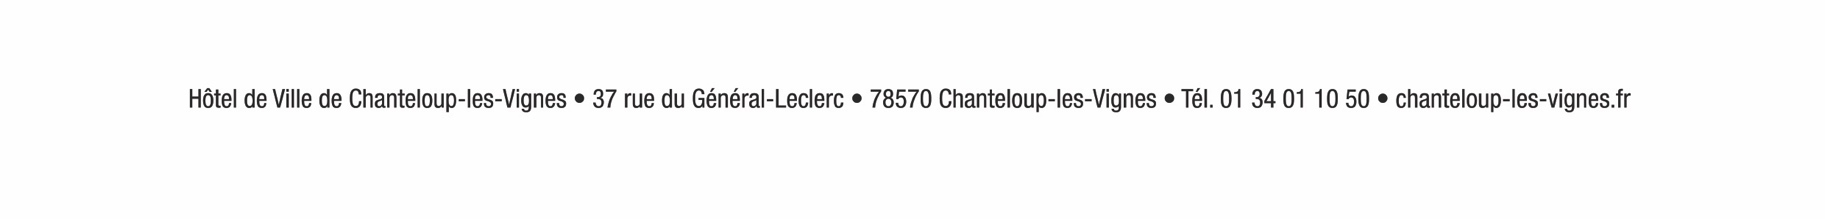 Hôtel de Ville de Chanteloup-les-Vignes • 37 rue du Général-Leclerc • 78570 Chanteloup-les-Vignes • Tél. 01 34 01 10 50 • chanteloup-les-vignes.fr